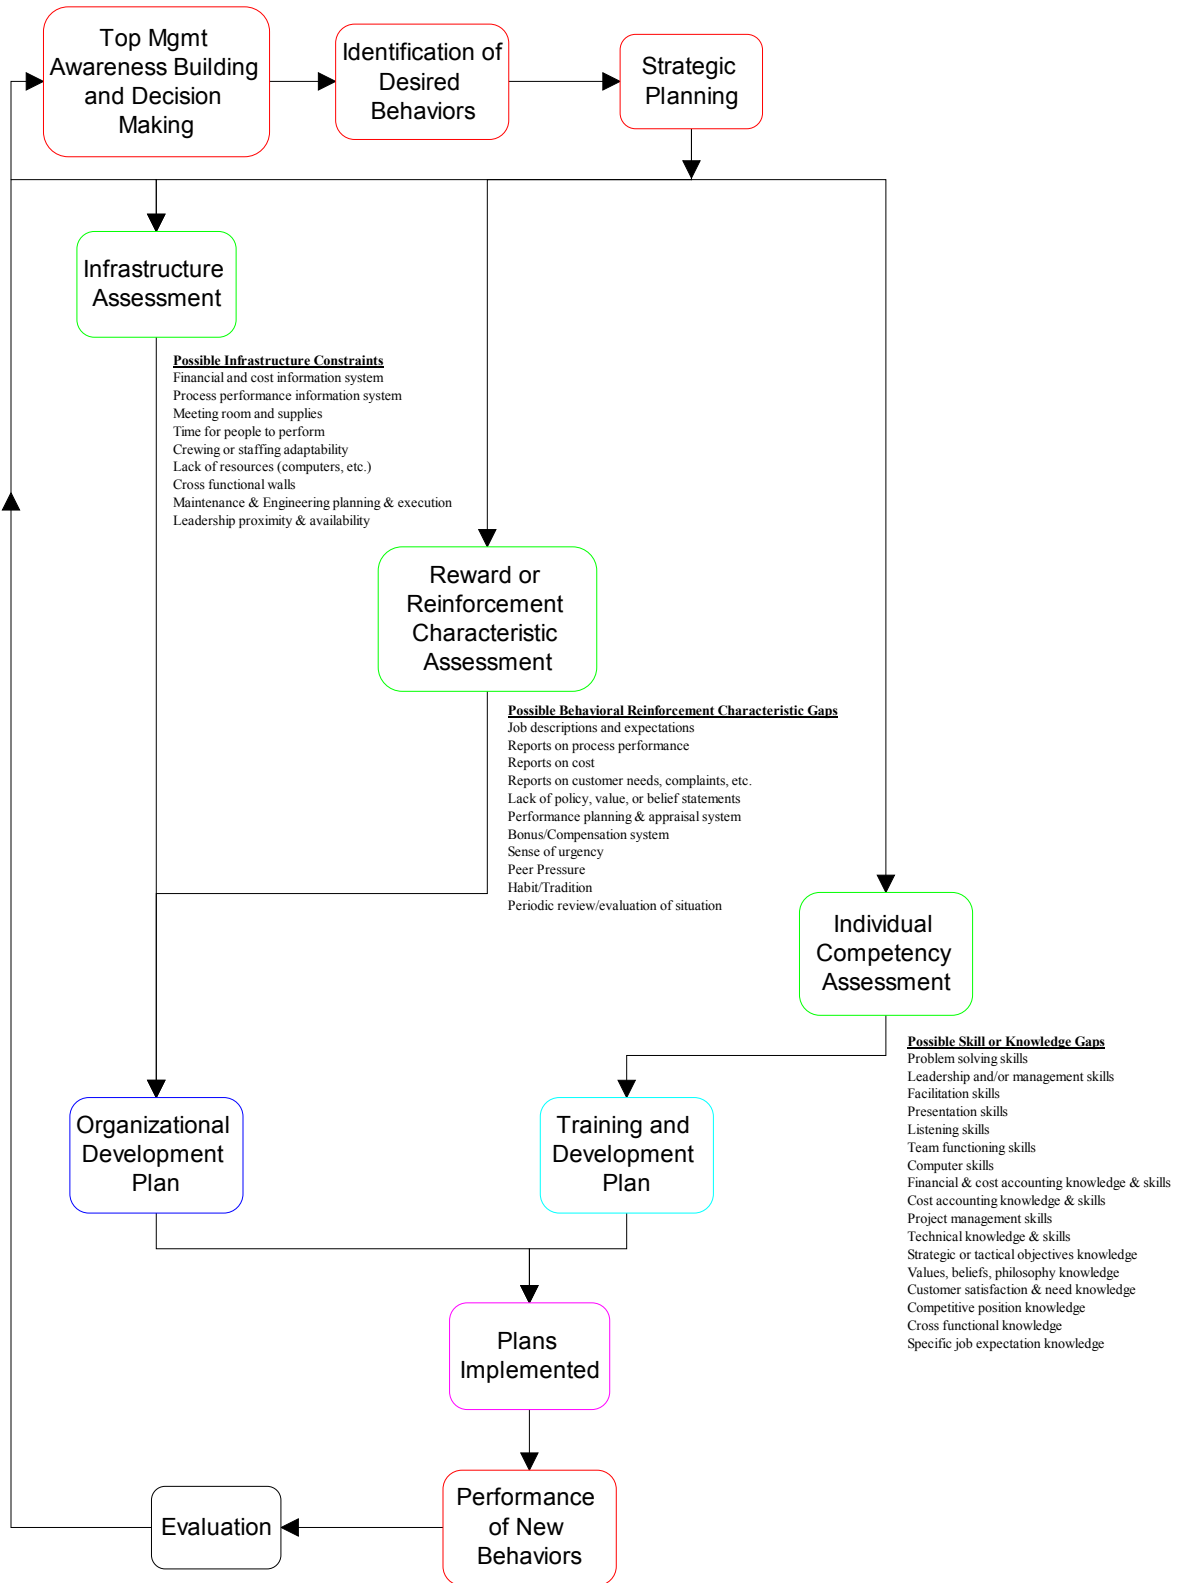 Top Mgmt
Awareness Building
and Decision
Making
Identification of
Desired
Behaviors
Strategic
Planning
Infrastructure
Assessment
Possible Infrastructure Constraints
Financial and cost information system
Process performance information system
Meeting room and supplies
Time for people to perform
Crewing or staffing adaptability
Lack of resources (computers, etc.)
Cross functional walls
Maintenance & Engineering planning & execution
Leadership proximity & availability
Reward or
Reinforcement
Characteristic
Assessment
Possible Behavioral Reinforcement Characteristic Gaps
Job descriptions and expectations
Reports on process performance
Reports on cost
Reports on customer needs, complaints, etc.
Lack of policy, value, or belief statements
Performance planning & appraisal system
Bonus/Compensation system
Sense of urgency
Peer Pressure
Habit/Tradition
Periodic review/evaluation of situation
Individual
Competency
Assessment
Possible Skill or Knowledge Gaps
Problem solving skills
Leadership and/or management skills
Facilitation skills
Presentation skills
Listening skills
Team functioning skills
Computer skills
Financial & cost accounting knowledge & skills
Cost accounting knowledge & skills
Project management skills
Technical knowledge & skills
Strategic or tactical objectives knowledge
Values, beliefs, philosophy knowledge
Customer satisfaction & need knowledge
Competitive position knowledge
Cross functional knowledge
Specific job expectation knowledge
Organizational
Development
Plan
Training and
Development
Plan
Plans
Implemented
Performance
of New
Behaviors
Evaluation